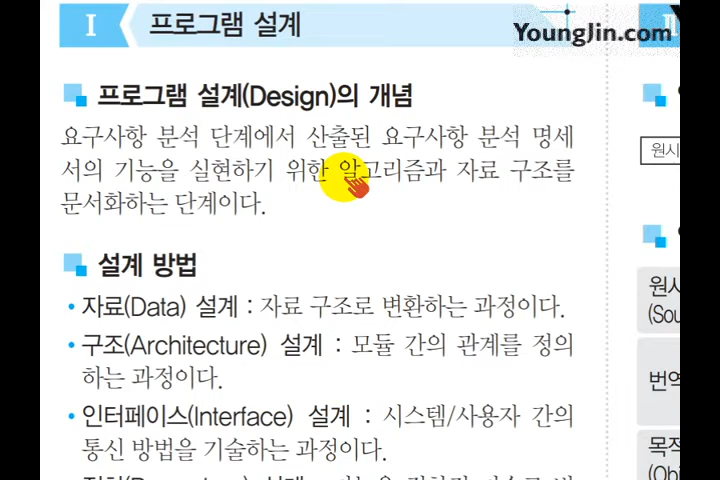 I 프로그램 설계
YoungJin.com
프로그램 설계(Design)의 개념
요구사항 분석 단계에서 산출된 요구사항 분석 명세
서의 기능을 실현하기 위한 알고리즘과 자료 구조를
문서화하는 단계이다.
설계 방법
• 자료(Data) 설계 : 자료 구조로 변환하는 과정이다.
• 구조(Architecture) 설계 : 모듈 간의 관계를 정의
하는 과정이다.
• 인터페이스(Interface) 설계 : 시스템/사용자 간의
통신 방법을 기술하는 과정이다.
원시
원시
(Sou
번역
목적
(Obj